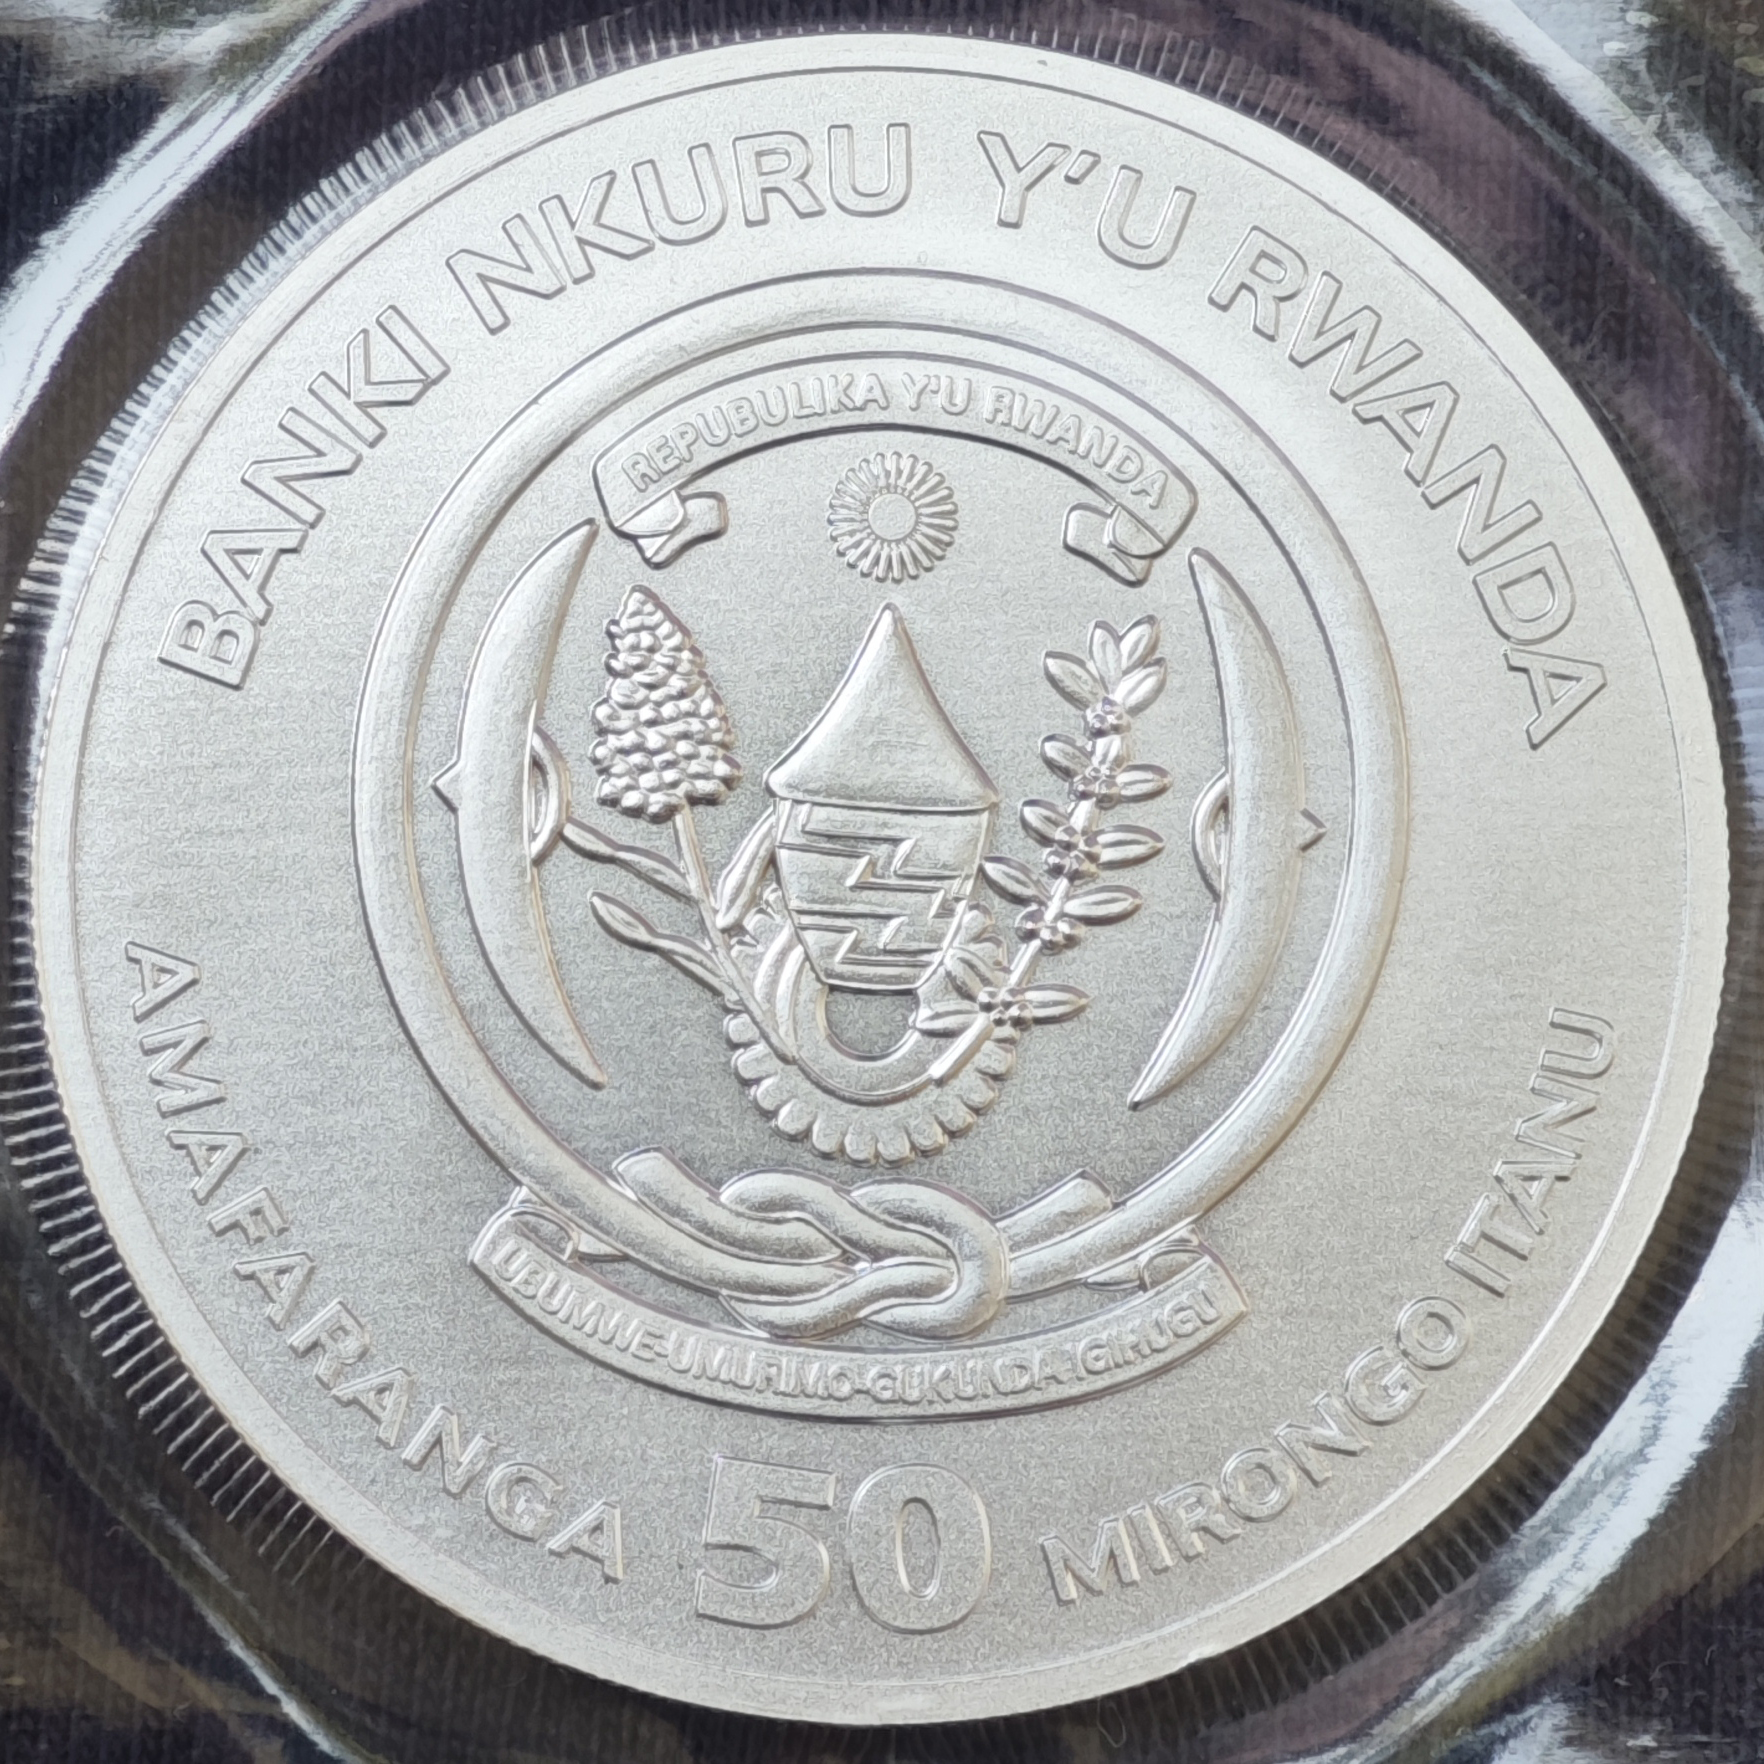 BANKI NKURU Y'U RWANDA
REPUBULIKA Y'U RWANDA
UBUMWE-UMURIMO-GUKUNDA IGIHUGU
AMAFARANGA 50 MIRONGO ITANU